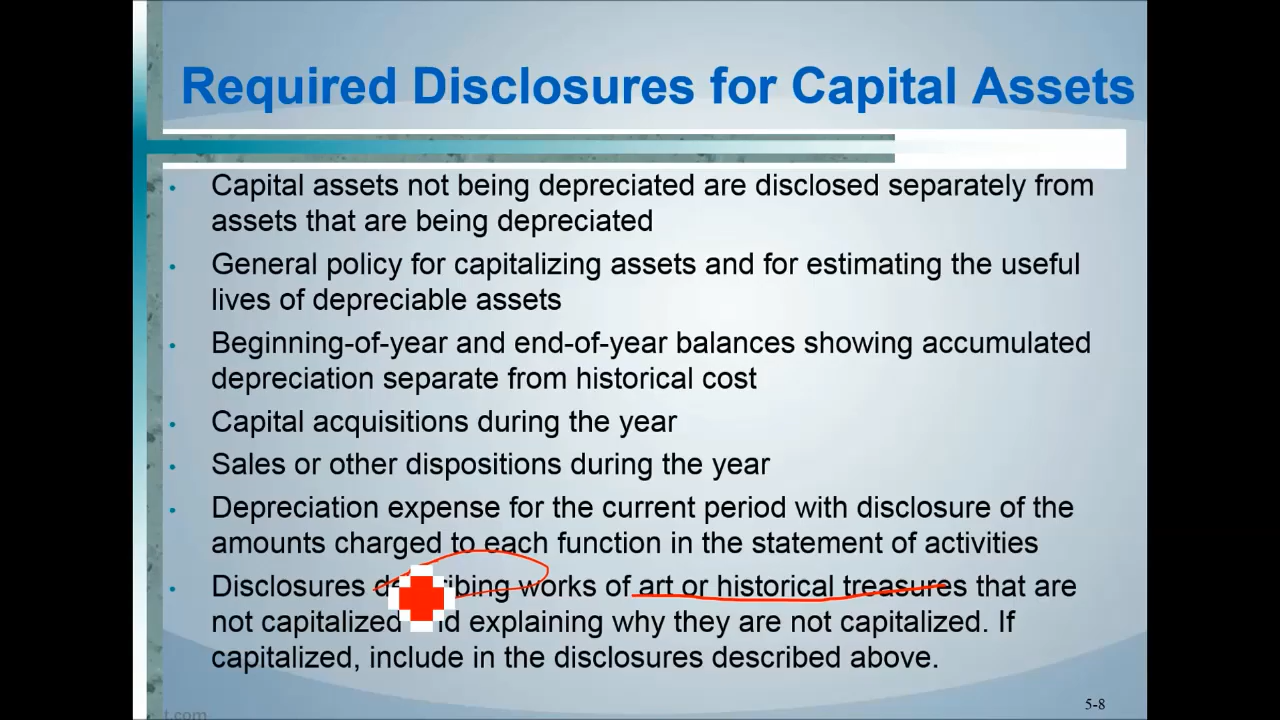 Required Disclosures for Capital Assets
• Capital assets not being depreciated are disclosed separately from
assets that are being depreciated
• General policy for capitalizing assets and for estimating the useful
lives of depreciable assets
• Beginning-of-year and end-of-year balances showing accumulated
depreciation separate from historical cost
• Capital acquisitions during the year
• Sales or other dispositions during the year
• Depreciation expense for the current period with disclosure of the
amounts charged to each function in the statement of activities
• Disclosures describing works of art or historical treasures that are
not capitalized and explaining why they are not capitalized. If
capitalized, include in the disclosures described above.
5-8
t.com